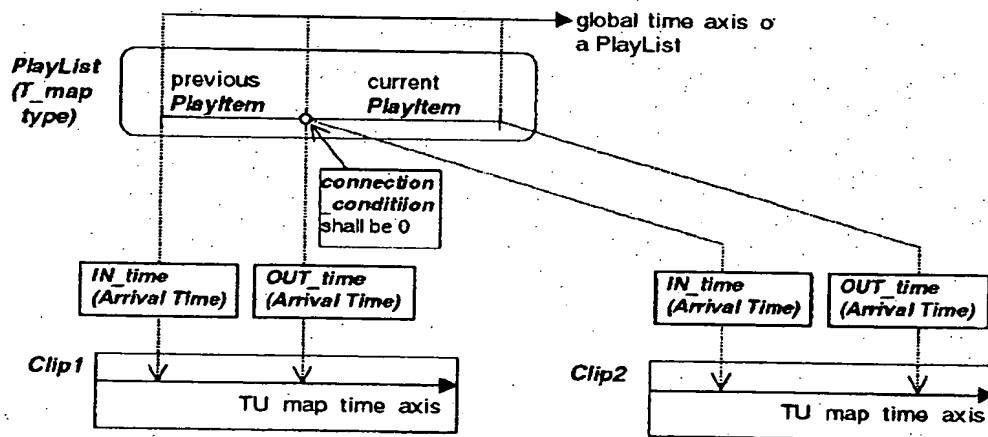 global time axis o
a PlayList
PlayList
(T_map
type)
previous
PlayItem
current
PlayItem
connection
_condition
shall be 0
IN_time
(Arrival Time)
OUT_time
(Arrival Time)
IN_time
(Arrival Time)
OUT_time
(Arrival Time)
Clip1
TU map time axis
Clip2
TU map time axis